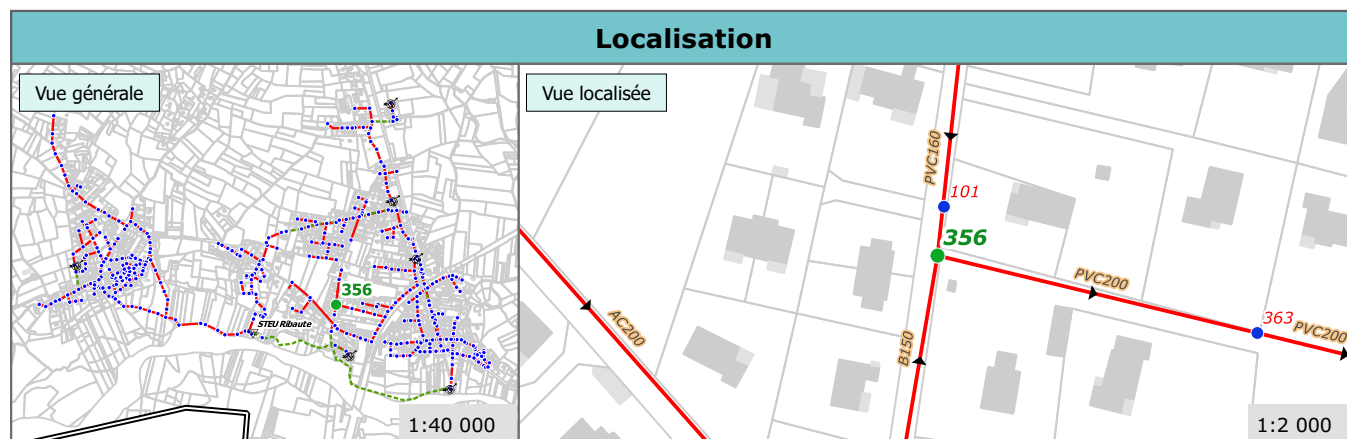 Localisation
Vue générale
356
STEU Ribaute
1:40 000
Vue localisée
PVC160
101
356
PVC200
363
PVC200
AC200
B150
1:2 000